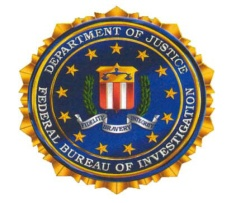 DEPARTMENT OF JUSTICE
FIDELITY BRAVERY INTEGRITY
FEDERAL BUREAU OF INVESTIGATION